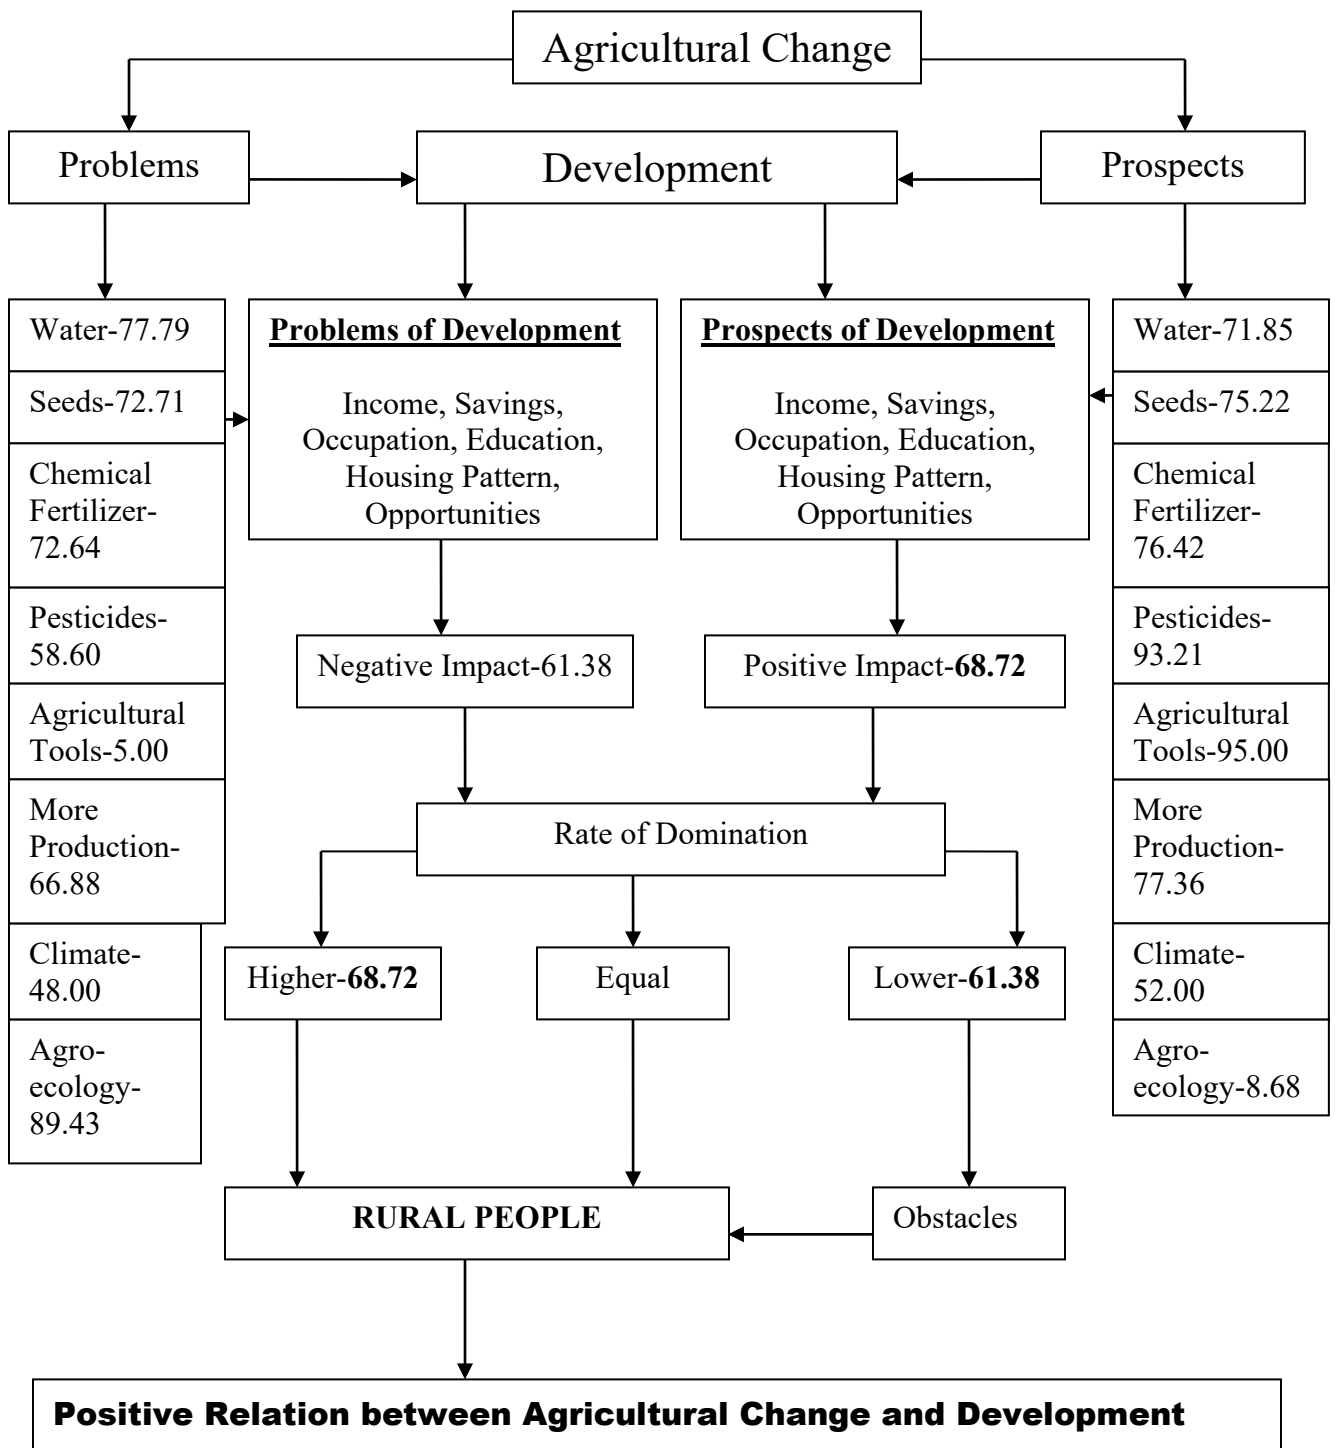 Agricultural Change
Problems
Development
Prospects
Water-77.79
Seeds-72.71
Chemical
Fertilizer-
72.64
Pesticides-
58.60
Agricultural
Tools-5.00
More
Production-
66.88
Climate-
48.00
Agro-
ecology-
89.43
Problems of Development
Income, Savings,
Occupation, Education,
Housing Pattern,
Opportunities
Prospects of Development
Income, Savings,
Occupation, Education,
Housing Pattern,
Opportunities
Water-71.85
Seeds-75.22
Chemical
Fertilizer-
76.42
Pesticides-
93.21
Agricultural
Tools-95.00
More
Production-
77.36
Climate-
52.00
Agro-
ecology-8.68
Negative Impact-61.38
Positive Impact-68.72
Rate of Domination
Higher-68.72
Equal
Lower-61.38
RURAL PEOPLE
Obstacles
Positive Relation between Agricultural Change and Development